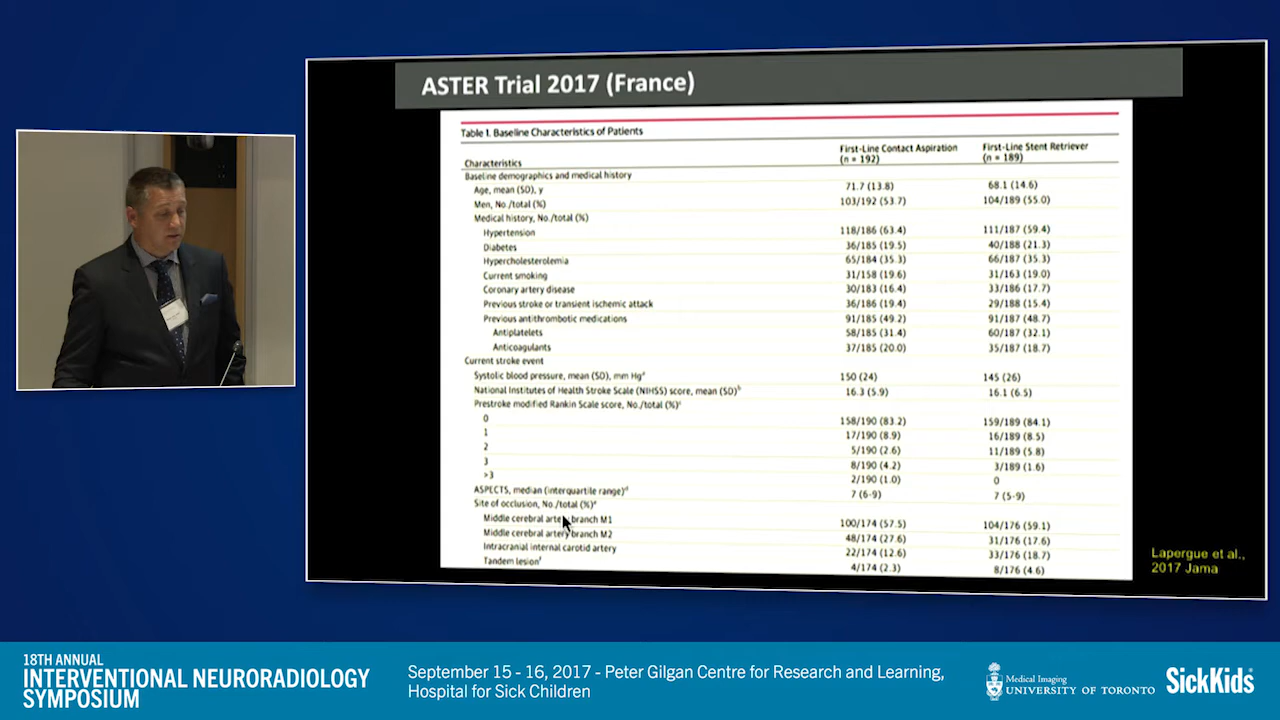 ASTER Trial 2017 (France)
Table 1. Baseline Characteristics of Patients
Characteristics First-Line Contact Aspiration (n = 192) First-Line Stent Retriever (n = 189)
Baseline demographics and medical history
Age, mean (SD), y 71.7 (13.8) 68.1 (14.6)
Men, No./total (%) 103/192 (53.7) 104/189 (55.0)
Medical history, No./total (%)
Hypertension 118/186 (63.4) 111/187 (59.4)
Diabetes 36/185 (19.5) 40/188 (21.3)
Hypercholesterolemia 65/184 (35.3) 66/187 (35.3)
Current smoking 31/158 (19.6) 31/163 (19.0)
Coronary artery disease 30/183 (16.4) 33/186 (17.7)
Previous stroke or transient ischemic attack 36/186 (19.4) 29/188 (15.4)
Previous antithrombotic medications 91/185 (49.2) 91/187 (48.7)
Antiplatelets 58/185 (31.4) 60/187 (32.1)
Anticoagulants 37/185 (20.0) 35/187 (18.7)
Current stroke event
Systolic blood pressure, mean (SD), mm Hgª 150 (24) 145 (26)
National Institutes of Health Stroke Scale (NIHSS) score, mean (SD)ᵇ 16.3 (5.9) 16.1 (6.5)
Prestroke modified Rankin Scale score, No./total (%)ᶜ
0 158/190 (83.2) 159/189 (84.1)
1 17/190 (8.9) 16/189 (8.5)
2 5/190 (2.6) 11/189 (5.8)
3 8/190 (4.2) 3/189 (1.6)
>3 2/190 (1.0) 0
ASPECTS, median (interquartile range)ᵈ 7 (6-9) 7 (5-9)
Site of occlusion, No./total (%)ᵉ
Middle cerebral artery branch M1 100/174 (57.5) 104/176 (59.1)
Middle cerebral artery branch M2 48/174 (27.6) 31/176 (17.6)
Intracranial internal carotid artery 22/174 (12.6) 33/176 (18.7)
Tandem lesionᶠ 4/174 (2.3) 8/176 (4.6)
Lapergue et al.,
2017 Jama
18TH ANNUAL
INTERVENTIONAL NEURORADIOLOGY
SYMPOSIUM
September 15 - 16, 2017 - Peter Gilgan Centre for Research and Learning,
Hospital for Sick Children
Medical Imaging
UNIVERSITY OF TORONTO
SickKids